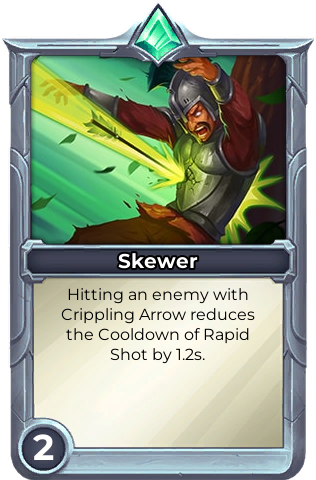 Skewer
Hitting an enemy with
Crippling Arrow reduces
the Cooldown of Rapid
Shot by 1.2s.
2